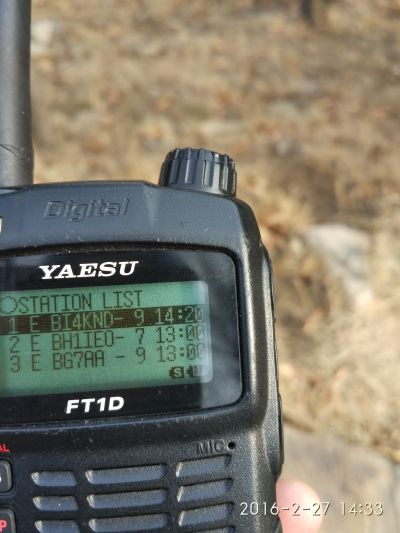 Digital
YAESU
STATION LIST
1 E BI4KND- 9 14:20
2 E BH1IEO- 7 13:00
3 E BG7AA - 9 13:00
S
FT1D
MIC
AL
P
2016-2-27 14:33